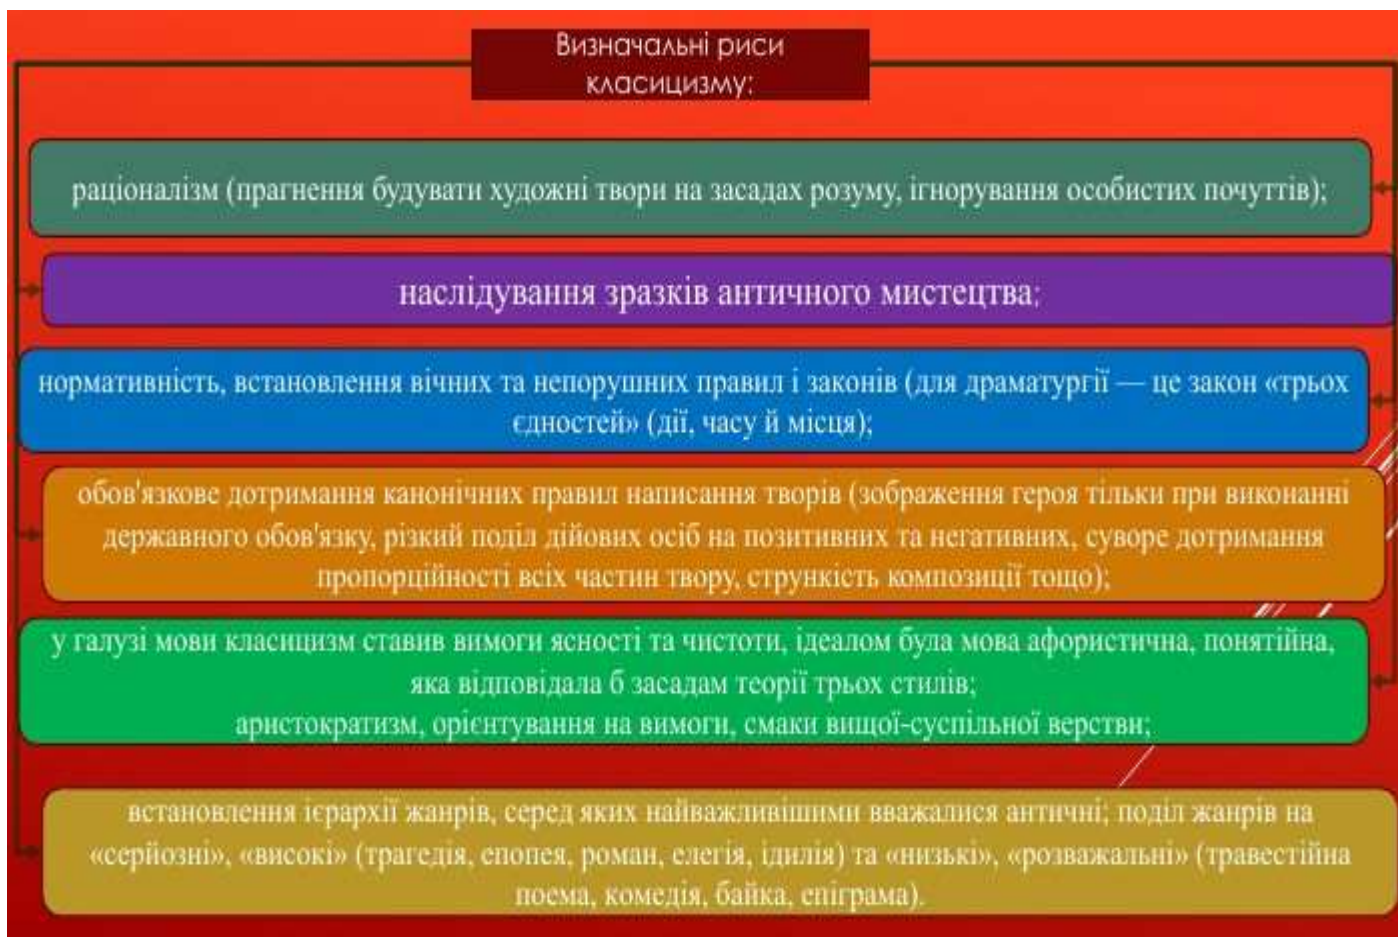 Визначальні риси
класицизму:
раціоналізм (прагнення будувати художні твори на засадах розуму, ігнорування особистих почуттів);
наслідування зразків античного мистецтва;
нормативність, встановлення вічних та непорушних правил і законів (для драматургії — це закон «трьох
єдностей» (дії, часу й місця);
обов'язкове дотримання канонічних правил написання творів (зображення героя тільки при виконанні
державного обов'язку, різкий поділ дійових осіб на позитивних та негативних, суворе дотримання
пропорційності всіх частин твору, стрункість композиції тощо);
у галузі мови класицизм ставив вимоги ясності та чистоти, ідеалом була мова афористична, понятійна,
яка відповідала б засадам теорії трьох стилів;
аристократизм, орієнтування на вимоги, смаки вищої-суспільної верстви;
встановлення ієрархії жанрів, серед яких найважливішими вважалися античні; поділ жанрів на
«серйозні», «високі» (трагедія, епопея, роман, елегія, ідилія) та «низькі», «розважальні» (травестійна
поема, комедія, байка, епіграма).